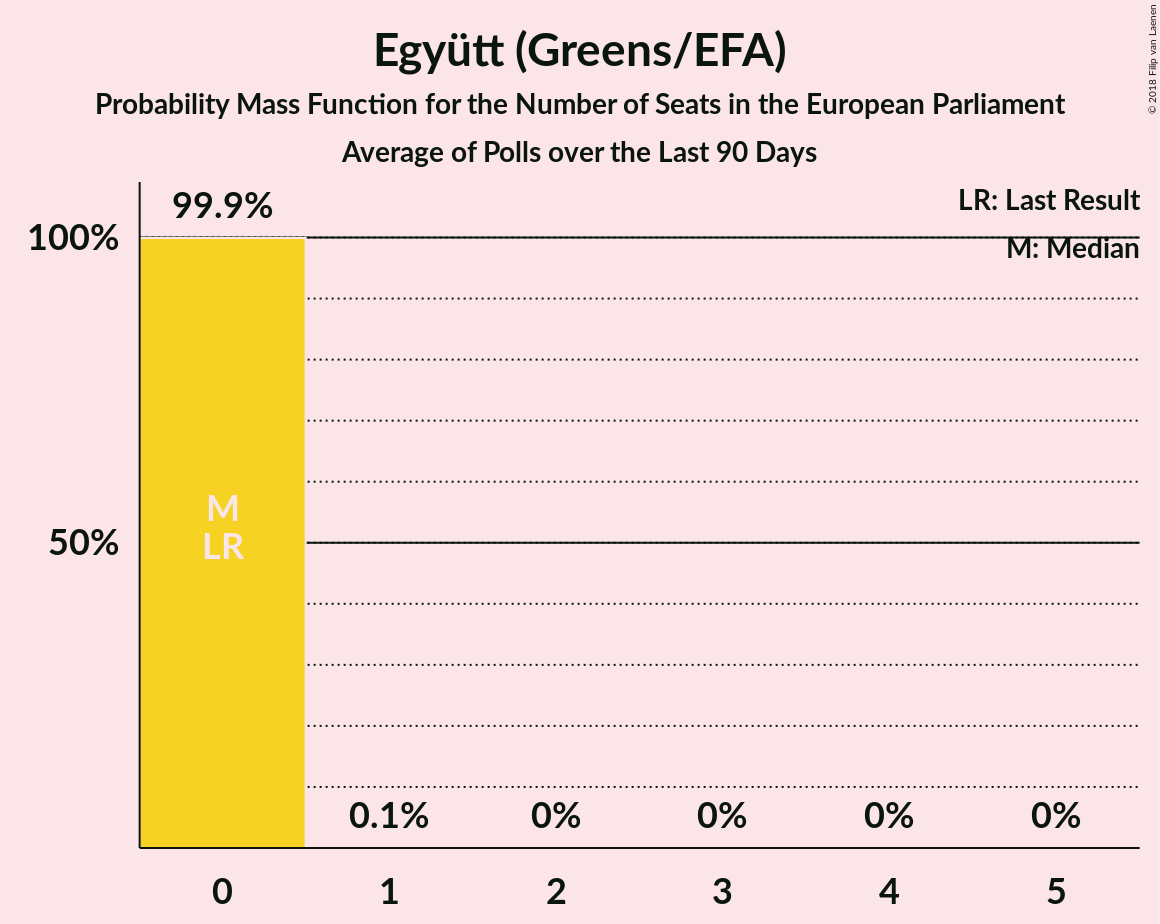 Együtt (Greens/EFA)
Probability Mass Function for the Number of Seats in the European Parliament
Average of Polls over the Last 90 Days
© 2018 Filip van Laenen
LR: Last Result
M: Median
99.9%
100%
50%
M
LR
0.1%
0%
0%
0%
0%
0
1
2
3
4
5